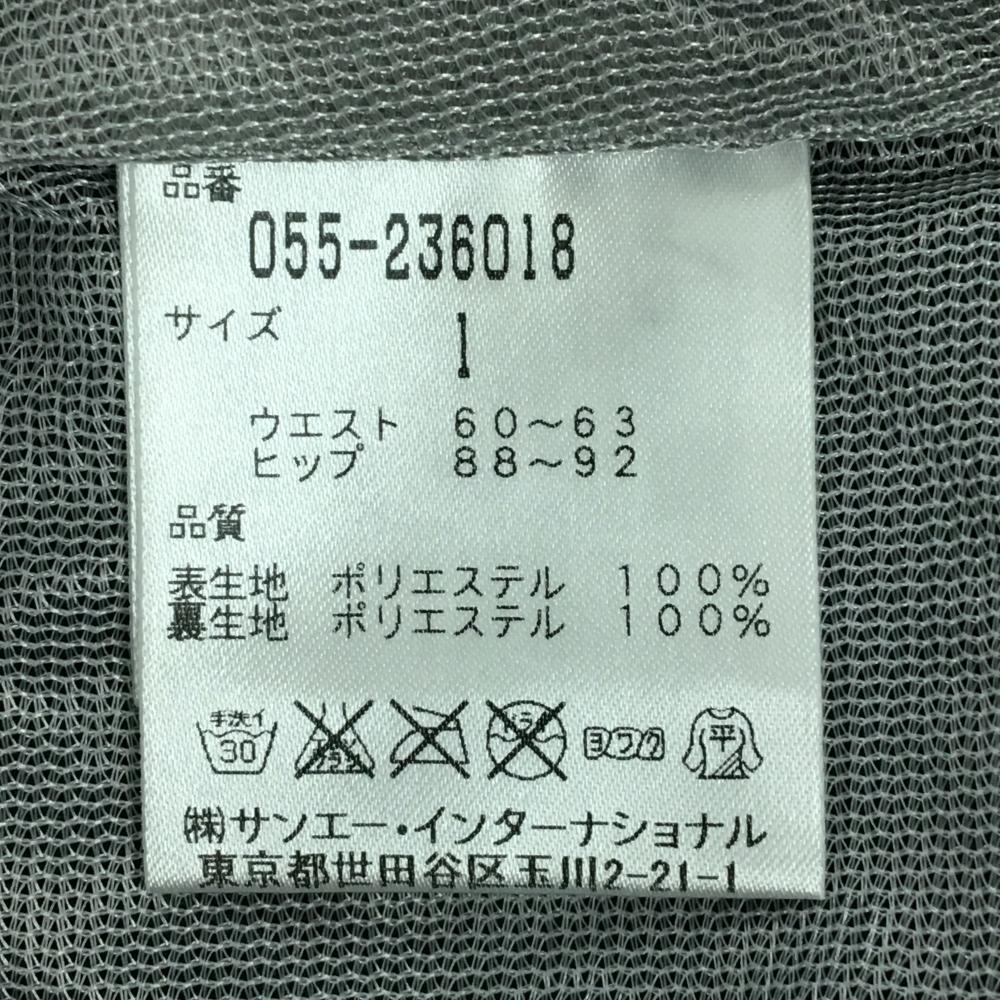 品番
055-236018
サイズ 1
ウエスト 60~63
ヒップ 88~92
品質
表生地 ポリエステル 100%
裏生地 ポリエステル 100%
手洗イ
30
平
㈱サンエー・インターナショナル
東京都世田谷区玉川2-21-1